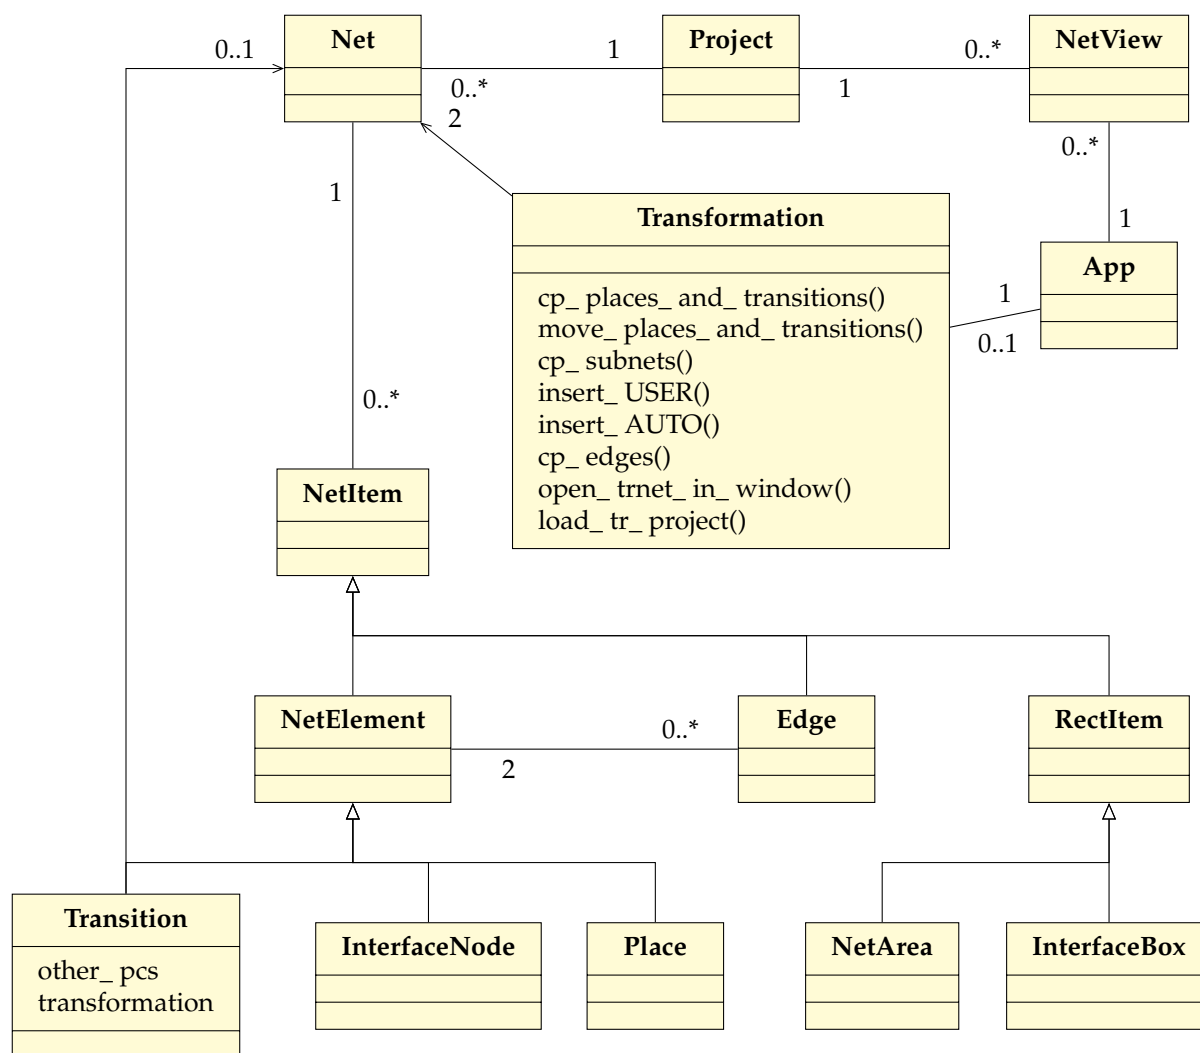 Net
Project
NetView
0..1
1
0..*
0..*
1
2
0..*
1
1
Transformation
App
cp_ places_ and_ transitions()
move_ places_ and_ transitions()
cp_ subnets()
insert_ USER()
insert_ AUTO()
cp_ edges()
open_ trnet_ in_ window()
load_ tr_ project()
1
0..1
0..*
NetItem
NetElement
Edge
RectItem
0..*
2
Transition
other_ pcs
transformation
InterfaceNode
Place
NetArea
InterfaceBox